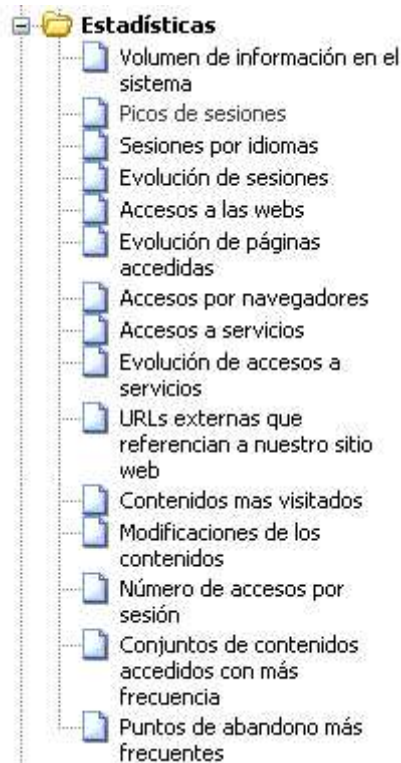 Estadísticas
Volumen de información en el
sistema
Picos de sesiones
Sesiones por idiomas
Evolución de sesiones
Accesos a las webs
Evolución de páginas
accedidas
Accesos por navegadores
Accesos a servicios
Evolución de accesos a
servicios
URLs externas que
referencian a nuestro sitio
web
Contenidos mas visitados
Modificaciones de los
contenidos
Número de accesos por
sesión
Conjuntos de contenidos
accedidos con más
frecuencia
Puntos de abandono más
frecuentes